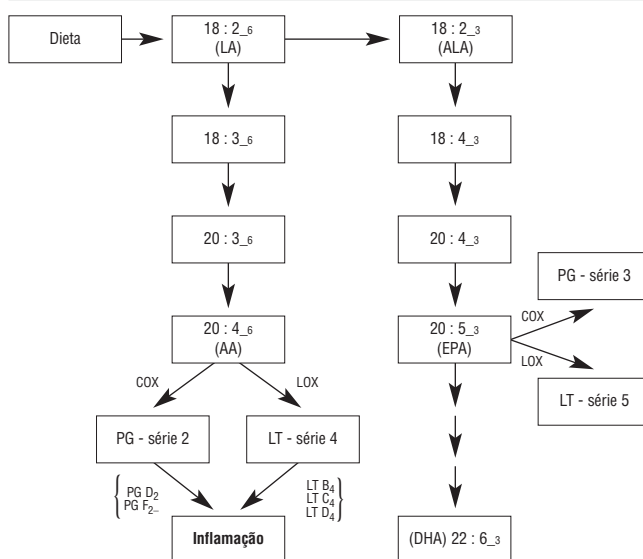 Dieta
18 : 2_6
(LA)
18 : 2_3
(ALA)
18 : 3_6
18 : 4_3
20 : 3_6
20 : 4_3
PG - série 3
COX
20 : 4_6
(AA)
20 : 5_3
(EPA)
LOX
COX
LOX
LT - série 5
PG - série 2
LT - série 4
PG D2
PG F2_
LT B4
LT C4
LT D4
Inflamação
(DHA) 22 : 6_3